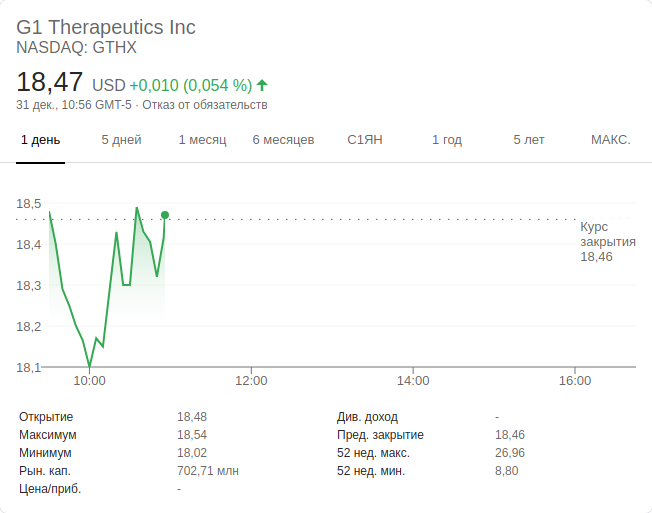 G1 Therapeutics Inc
NASDAQ: GTHX
18,47 USD +0,010 (0,054 %)
31 дек., 10:56 GMT-5 · Отказ от обязательств
1 день 5 дней 1 месяц 6 месяцев С1ЯН 1 год 5 лет МАКС.
18,5
18,4
18,3
18,2
18,1
Курс
закрытия
18,46
10:00 12:00 14:00 16:00
Открытие 18,48 Див. доход -
Максимум 18,54 Пред. закрытие 18,46
Минимум 18,02 52 нед. макс. 26,96
Рын. кап. 702,71 млн 52 нед. мин. 8,80
Цена/приб. -